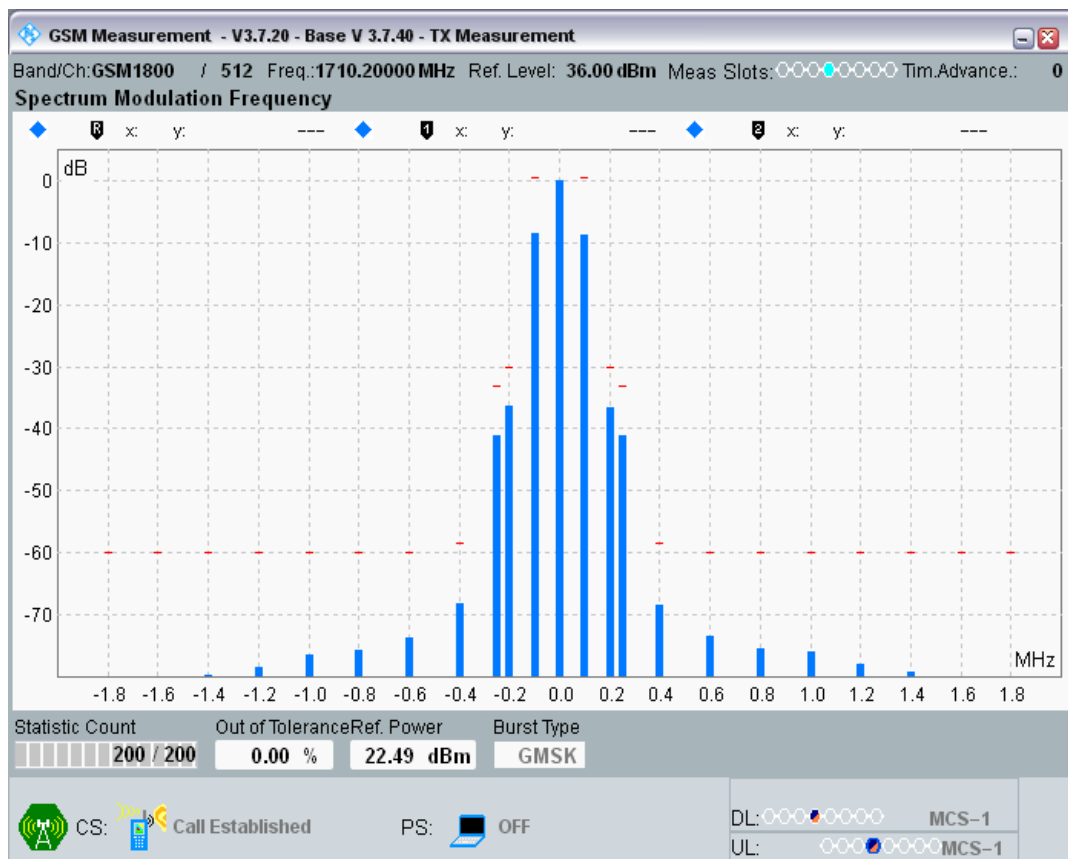 GSM Measurement - V3.7.20 - Base V 3.7.40 - TX Measurement
Band/Ch:GSM1800 / 512 Freq.:1710.20000 MHz Ref. Level: 36.00 dBm Meas Slots: Tim.Advance.: 0
Spectrum Modulation Frequency
R x: y: --- 1 x: y: --- 2 x: y: ---
dB
0
-10
-20
-30
-40
-50
-60
-70
MHz
-1.8 -1.6 -1.4 -1.2 -1.0 -0.8 -0.6 -0.4 -0.2 0.0 0.2 0.4 0.6 0.8 1.0 1.2 1.4 1.6 1.8
Statistic Count Out of Tolerance Ref. Power Burst Type
200 / 200 0.00 % 22.49 dBm GMSK
CS: Call Established PS: OFF
DL: MCS-1
UL: MCS-1